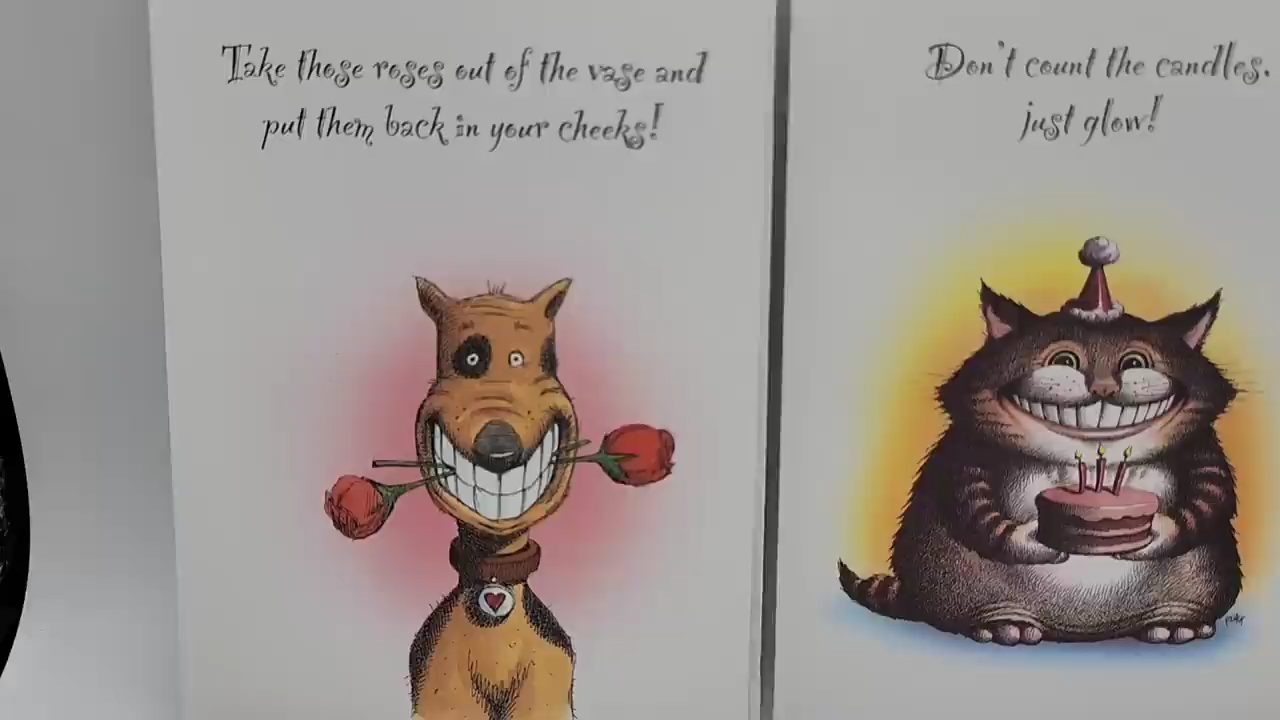 Take those roses out of the vase and
put them back in your cheeks!
Don't count the candles.
just glow!